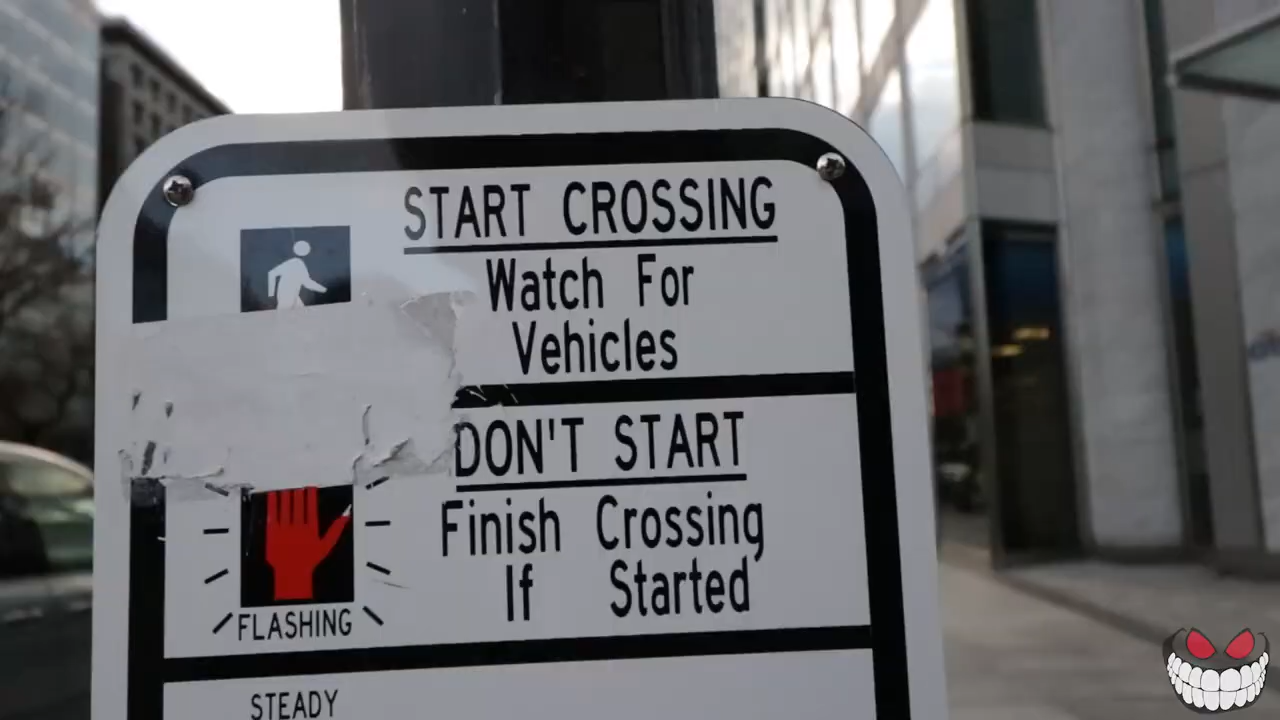 START CROSSING
Watch For
Vehicles
DON'T START
Finish Crossing
If Started
FLASHING
STEADY